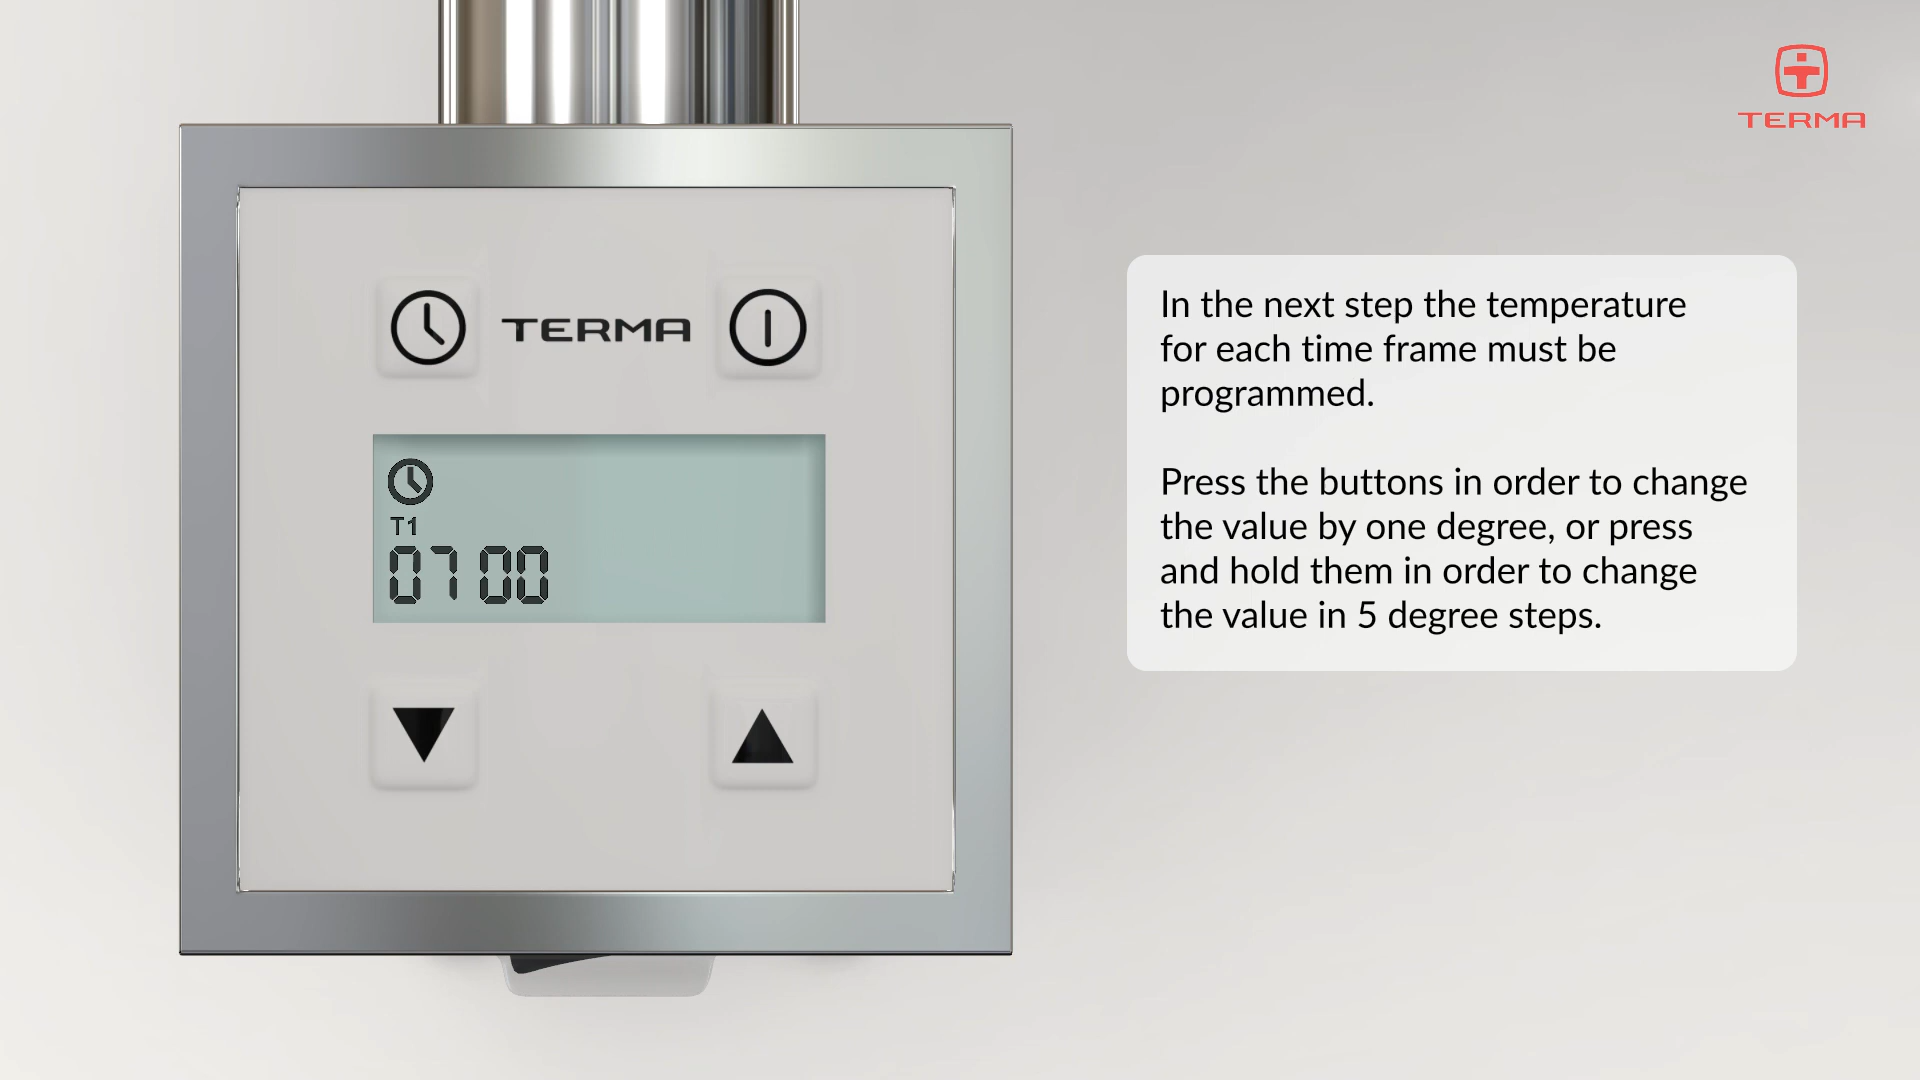 TERMA
TERMA
T1
07 00
In the next step the temperature
for each time frame must be
programmed.
Press the buttons in order to change
the value by one degree, or press
and hold them in order to change
the value in 5 degree steps.